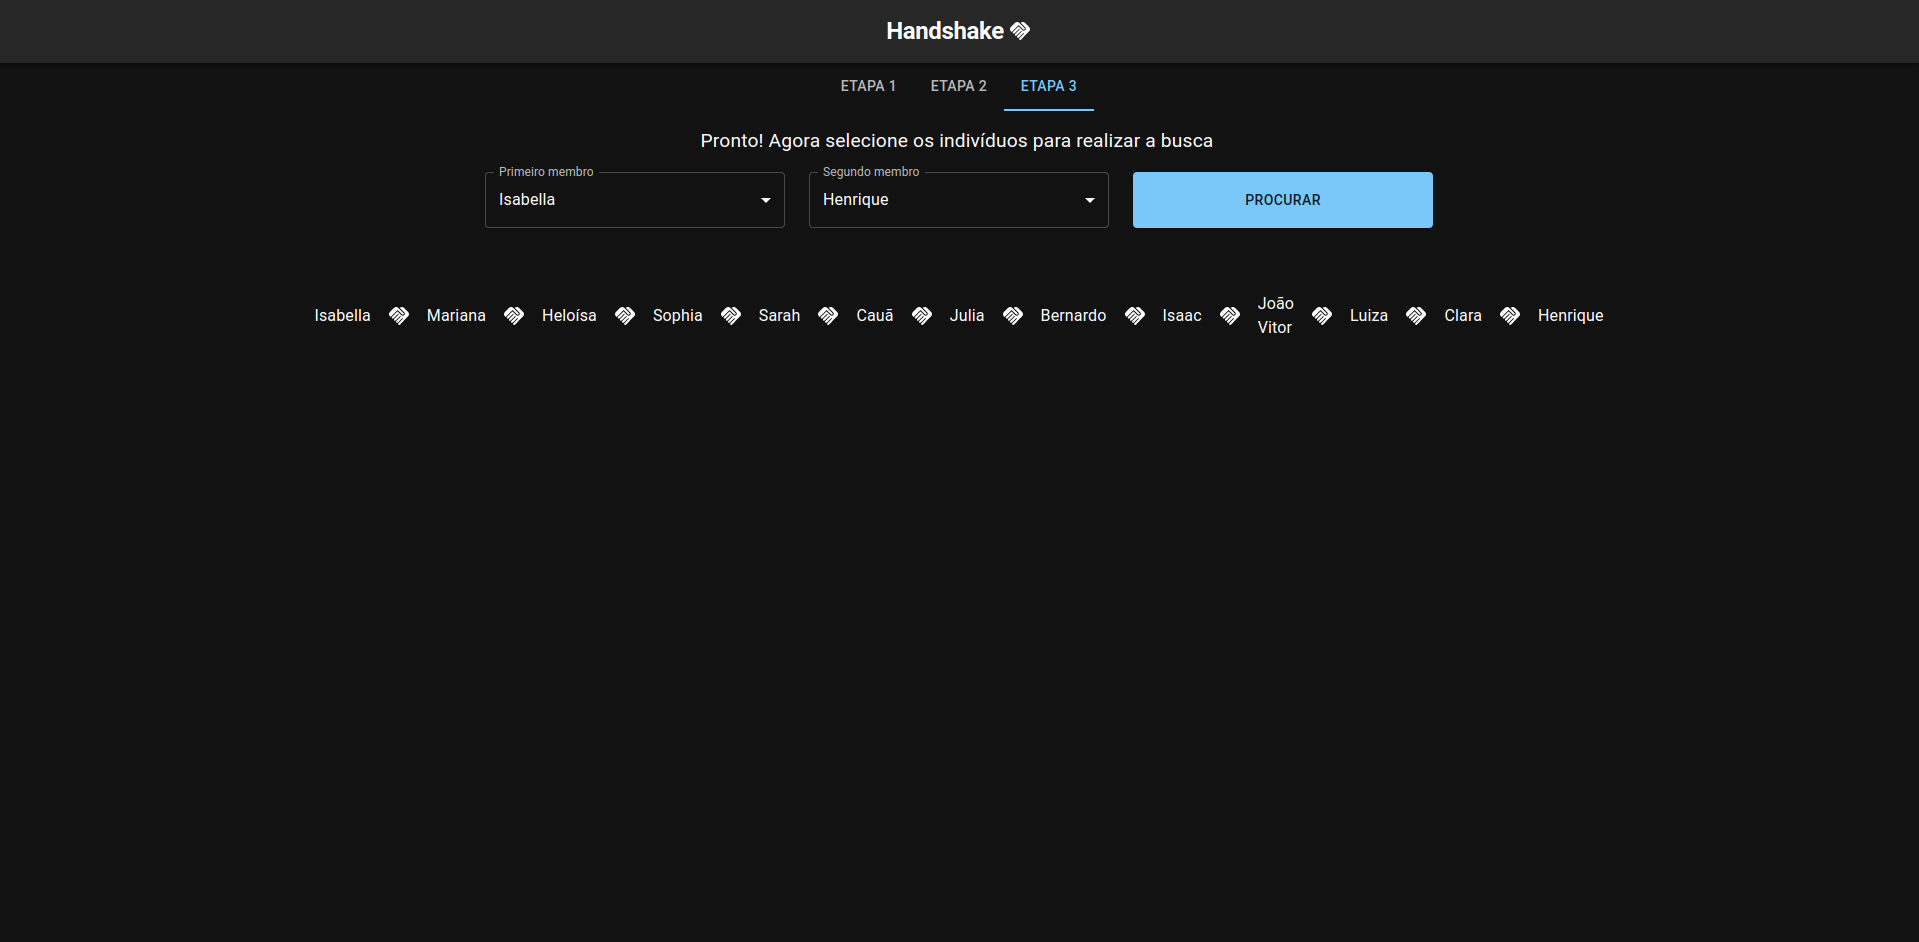 Handshake
ETAPA 1 ETAPA 2 ETAPA 3
Pronto! Agora selecione os indivíduos para realizar a busca
Primeiro membro Segundo membro
Isabella Henrique PROCURAR
Isabella Mariana Heloísa Sophia Sarah Cauã Julia Bernardo Isaac João Vitor Luiza Clara Henrique